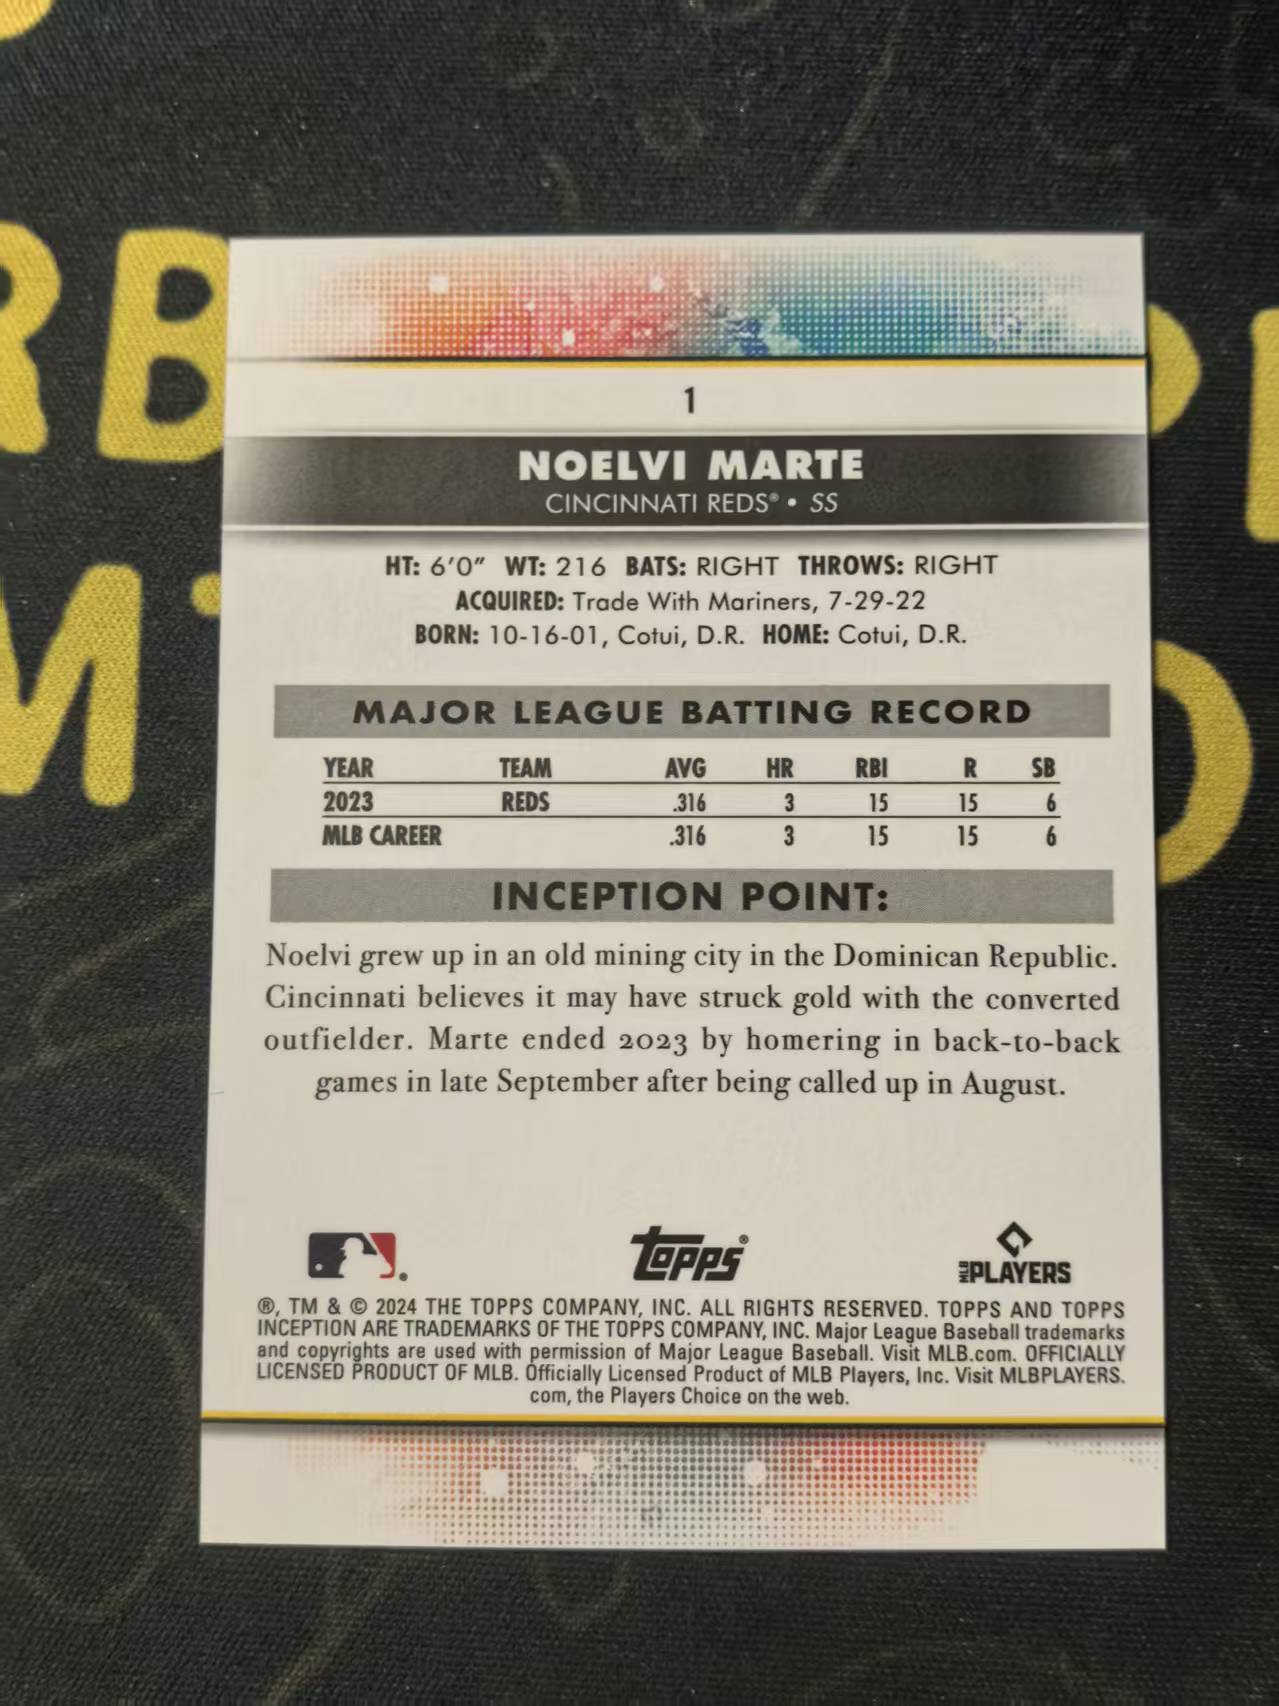 1
NOELVI MARTE
CINCINNATI REDS® • SS
HT: 6'0" WT: 216 BATS: RIGHT THROWS: RIGHT
ACQUIRED: Trade With Mariners, 7-29-22
BORN: 10-16-01, Cotui, D.R. HOME: Cotui, D.R.
MAJOR LEAGUE BATTING RECORD
YEAR TEAM AVG HR RBI R SB
2023 REDS .316 3 15 15 6
MLB CAREER .316 3 15 15 6
INCEPTION POINT:
Noelvi grew up in an old mining city in the Dominican Republic.
Cincinnati believes it may have struck gold with the converted
outfielder. Marte ended 2023 by homering in back-to-back
games in late September after being called up in August.
topps®
MLB PLAYERS
®, TM & © 2024 THE TOPPS COMPANY, INC. ALL RIGHTS RESERVED. TOPPS AND TOPPS
INCEPTION ARE TRADEMARKS OF THE TOPPS COMPANY, INC. Major League Baseball trademarks
and copyrights are used with permission of Major League Baseball. Visit MLB.com. OFFICIALLY
LICENSED PRODUCT OF MLB. Officially Licensed Product of MLB Players, Inc. Visit MLBPLAYERS.
com, the Players Choice on the web.